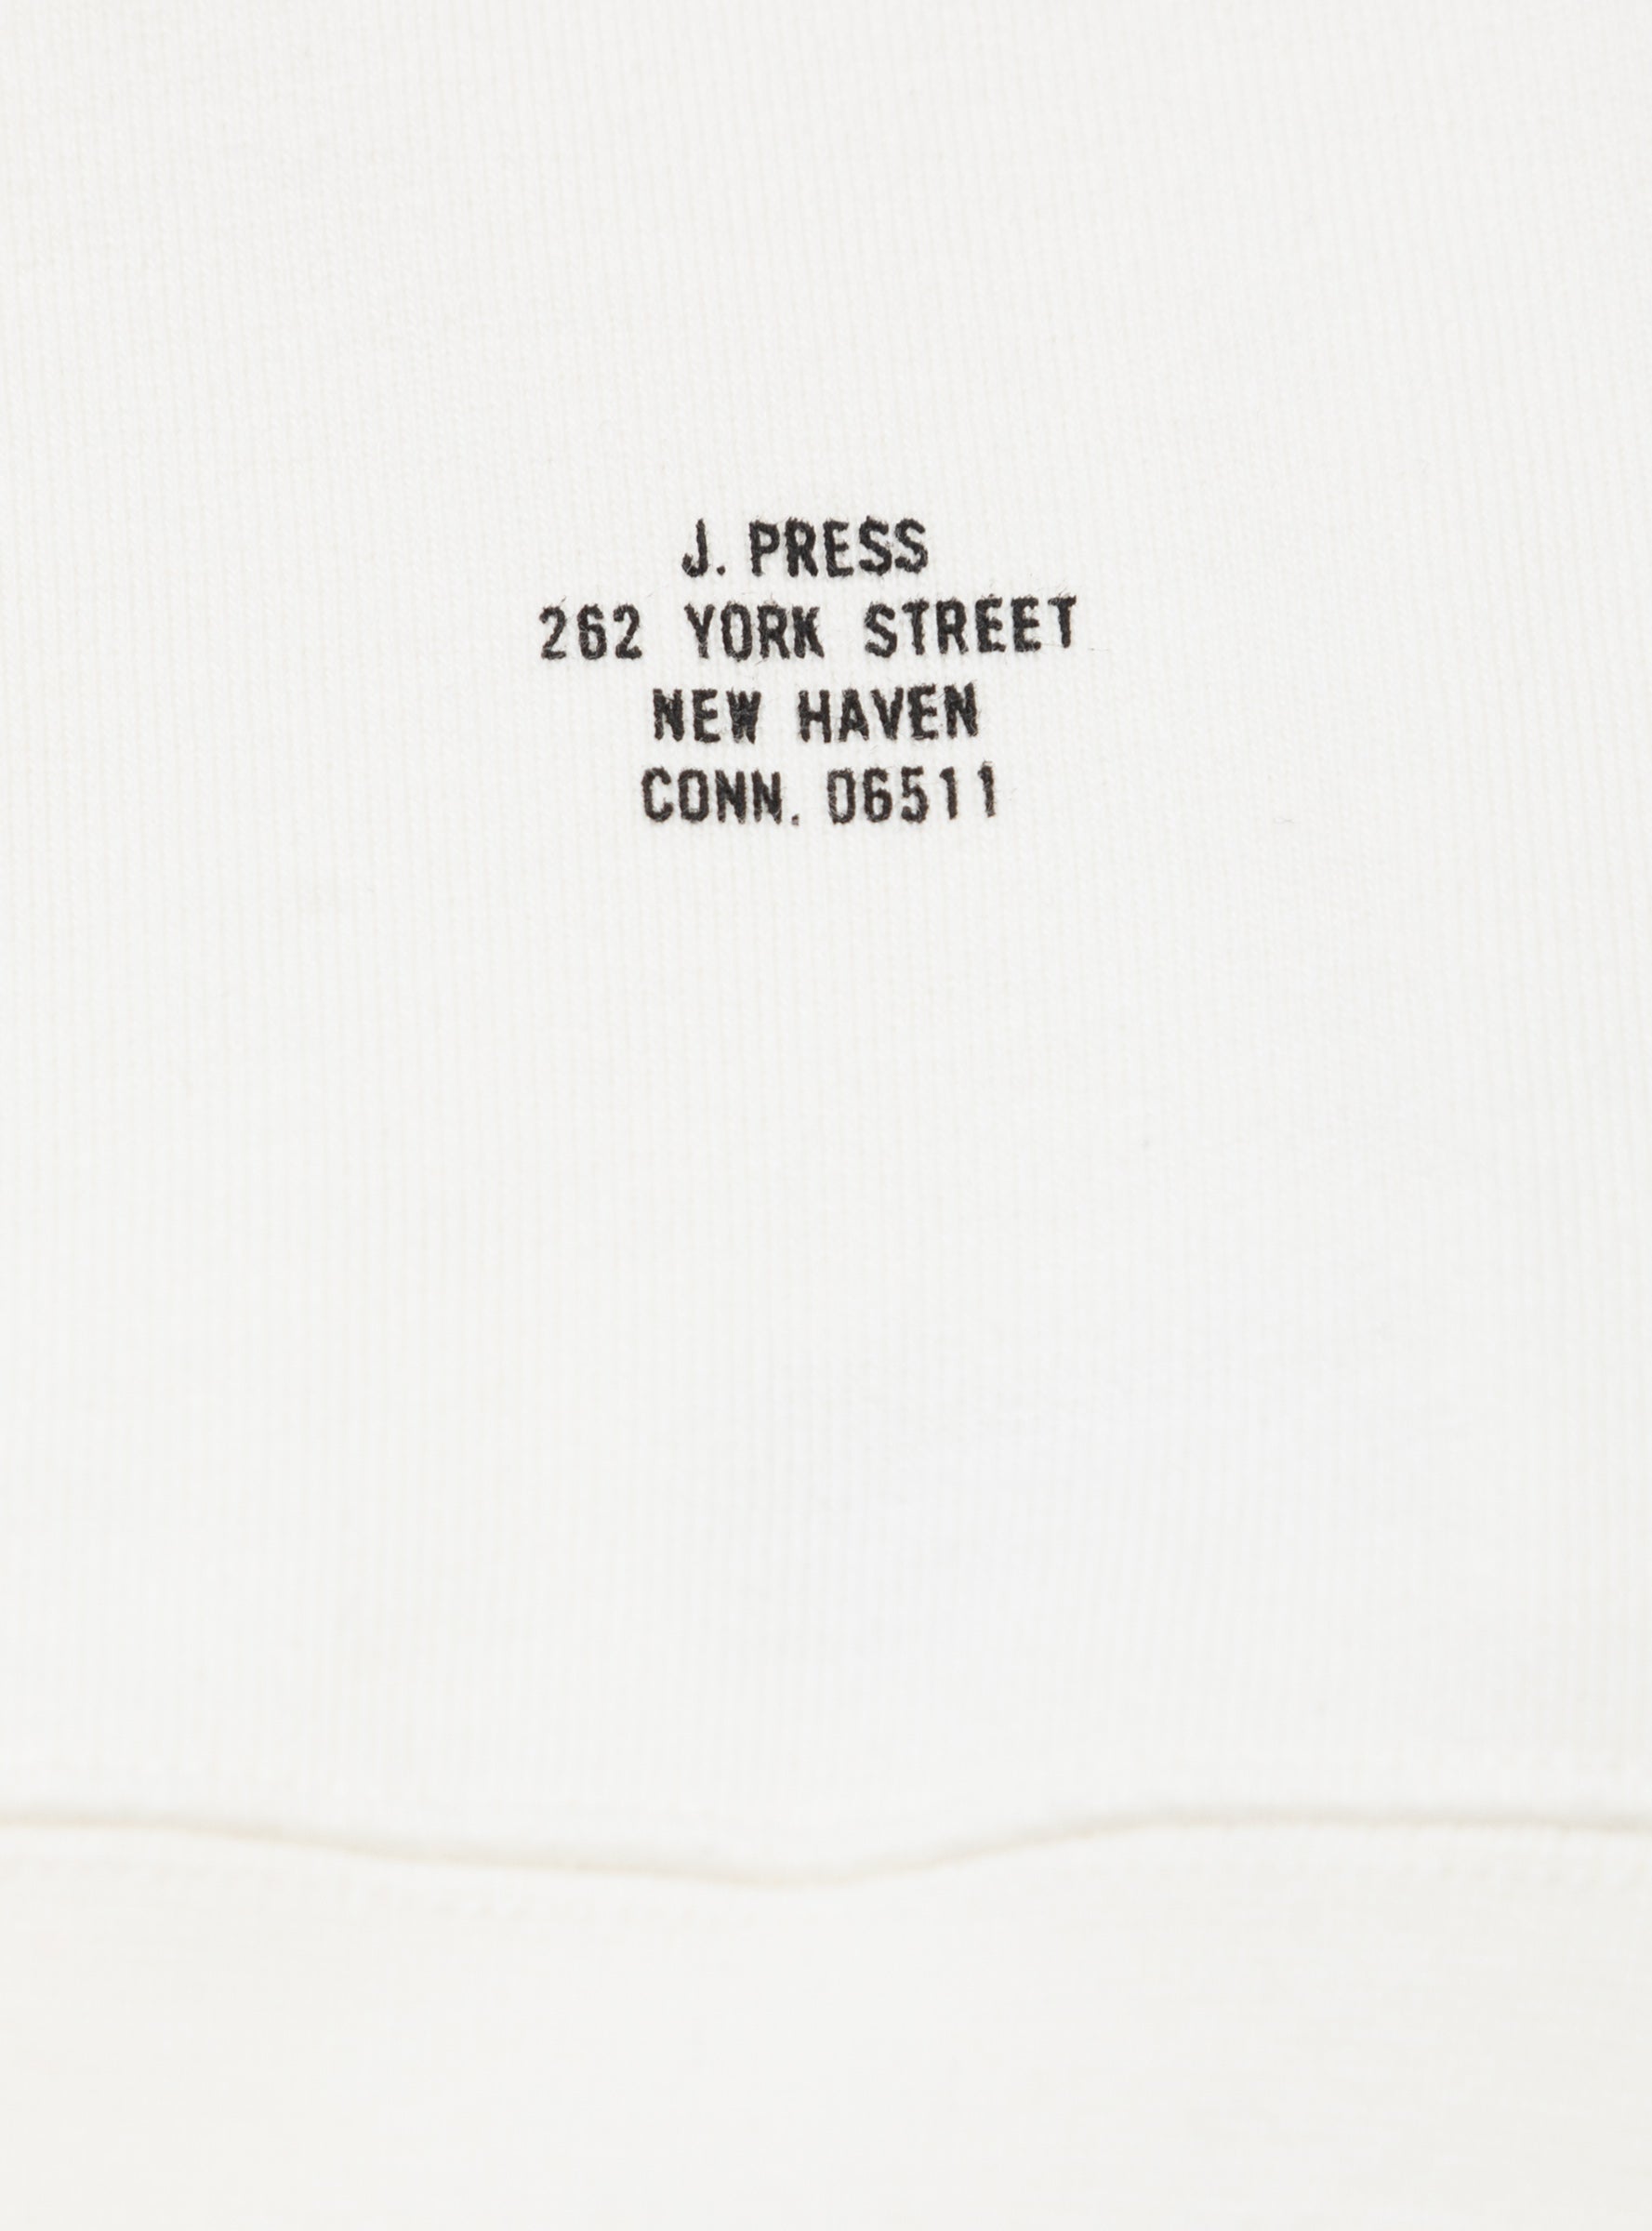 J. PRESS
262 YORK STREET
NEW HAVEN
CONN. 06511